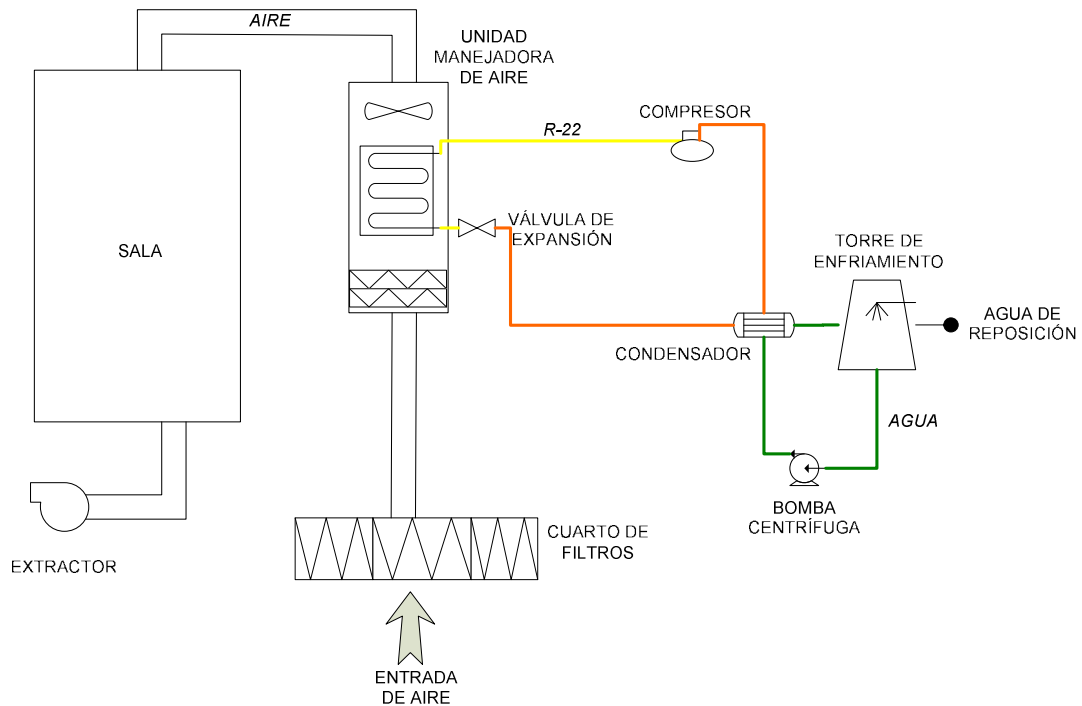 AIRE
UNIDAD
MANEJADORA
DE AIRE
COMPRESOR
R-22
VÁLVULA DE
EXPANSIÓN
SALA
TORRE DE
ENFRIAMIENTO
AGUA DE
REPOSICIÓN
CONDENSADOR
AGUA
BOMBA
CENTRÍFUGA
CUARTO DE
FILTROS
EXTRACTOR
ENTRADA
DE AIRE